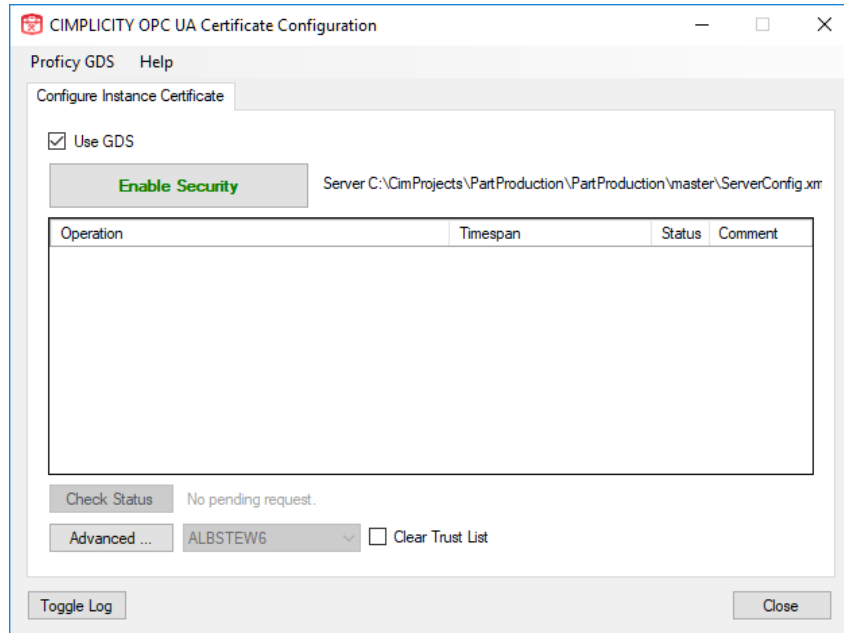 CIMPLICITY OPC UA Certificate Configuration
Proficy GDS Help
Configure Instance Certificate
Use GDS
Enable Security Server C:\CimProjects\PartProduction\PartProduction\master\ServerConfig.xm
Operation Timespan Status Comment
Check Status No pending request.
Advanced ... ALBSTEW6 Clear Trust List
Toggle Log Close